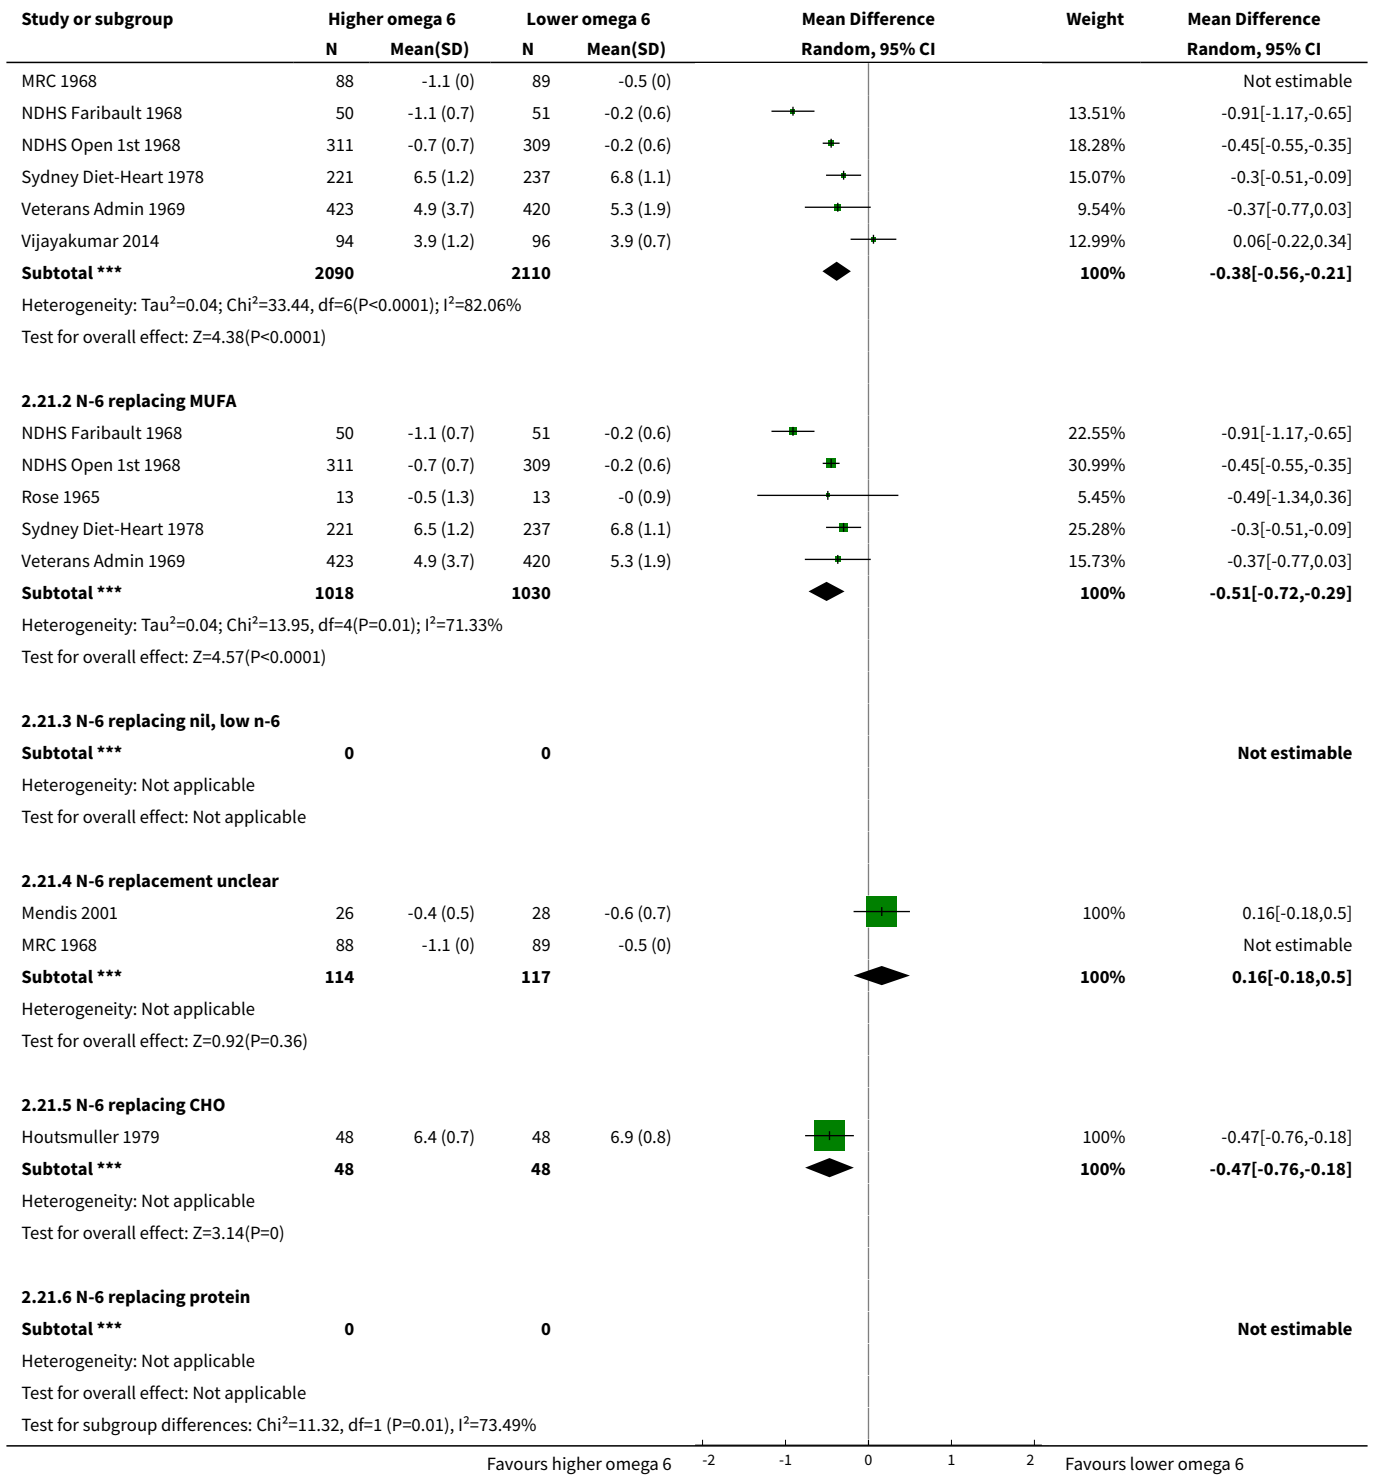 Study or subgroup Higher omega 6 Lower omega 6 Mean Difference Weight Mean Difference
N Mean(SD) N Mean(SD) Random, 95% CI Random, 95% CI
MRC 1968 88 -1.1 (0) 89 -0.5 (0) Not estimable
NDHS Faribault 1968 50 -1.1 (0.7) 51 -0.2 (0.6) 13.51% -0.91[-1.17,-0.65]
NDHS Open 1st 1968 311 -0.7 (0.7) 309 -0.2 (0.6) 18.28% -0.45[-0.55,-0.35]
Sydney Diet-Heart 1978 221 6.5 (1.2) 237 6.8 (1.1) 15.07% -0.3[-0.51,-0.09]
Veterans Admin 1969 423 4.9 (3.7) 420 5.3 (1.9) 9.54% -0.37[-0.77,0.03]
Vijayakumar 2014 94 3.9 (1.2) 96 3.9 (0.7) 12.99% 0.06[-0.22,0.34]
Subtotal *** 2090 2110 100% -0.38[-0.56,-0.21]
Heterogeneity: Tau²=0.04; Chi²=33.44, df=6(P<0.0001); I²=82.06%
Test for overall effect: Z=4.38(P<0.0001)
2.21.2 N-6 replacing MUFA
NDHS Faribault 1968 50 -1.1 (0.7) 51 -0.2 (0.6) 22.55% -0.91[-1.17,-0.65]
NDHS Open 1st 1968 311 -0.7 (0.7) 309 -0.2 (0.6) 30.99% -0.45[-0.55,-0.35]
Rose 1965 13 -0.5 (1.3) 13 -0 (0.9) 5.45% -0.49[-1.34,0.36]
Sydney Diet-Heart 1978 221 6.5 (1.2) 237 6.8 (1.1) 25.28% -0.3[-0.51,-0.09]
Veterans Admin 1969 423 4.9 (3.7) 420 5.3 (1.9) 15.73% -0.37[-0.77,0.03]
Subtotal *** 1018 1030 100% -0.51[-0.72,-0.29]
Heterogeneity: Tau²=0.04; Chi²=13.95, df=4(P=0.01); I²=71.33%
Test for overall effect: Z=4.57(P<0.0001)
2.21.3 N-6 replacing nil, low n-6
Subtotal *** 0 0 Not estimable
Heterogeneity: Not applicable
Test for overall effect: Not applicable
2.21.4 N-6 replacement unclear
Mendis 2001 26 -0.4 (0.5) 28 -0.6 (0.7) 100% 0.16[-0.18,0.5]
MRC 1968 88 -1.1 (0) 89 -0.5 (0) Not estimable
Subtotal *** 114 117 100% 0.16[-0.18,0.5]
Heterogeneity: Not applicable
Test for overall effect: Z=0.92(P=0.36)
2.21.5 N-6 replacing CHO
Houtsmuller 1979 48 6.4 (0.7) 48 6.9 (0.8) 100% -0.47[-0.76,-0.18]
Subtotal *** 48 48 100% -0.47[-0.76,-0.18]
Heterogeneity: Not applicable
Test for overall effect: Z=3.14(P=0)
2.21.6 N-6 replacing protein
Subtotal *** 0 0 Not estimable
Heterogeneity: Not applicable
Test for overall effect: Not applicable
Test for subgroup differences: Chi²=11.32, df=1 (P=0.01), I²=73.49%
Favours higher omega 6 -2 -1 0 1 2 Favours lower omega 6